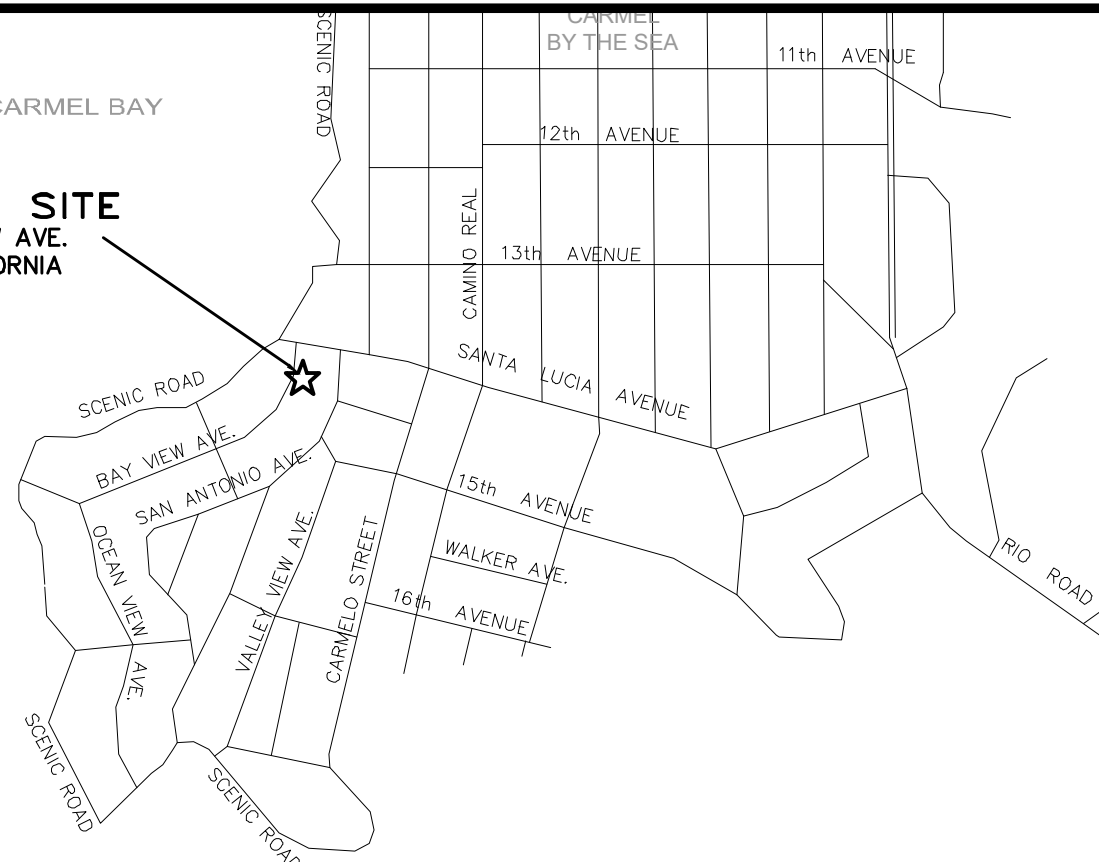 SCENIC ROAD
CARMEL
BY THE SEA
11th AVENUE
CARMEL BAY
12th AVENUE
SITE
AVE.
CAMINO REAL
13th AVENUE
SANTA LUCIA AVENUE
SCENIC ROAD
BAY VIEW AVE.
SAN ANTONIO AVE.
15th AVENUE
OCEAN VIEW AVE.
VALLEY VIEW AVE.
CARMELO STREET
WALKER AVE.
16th AVENUE
RIO ROAD
SCENIC ROAD
SCENIC ROAD